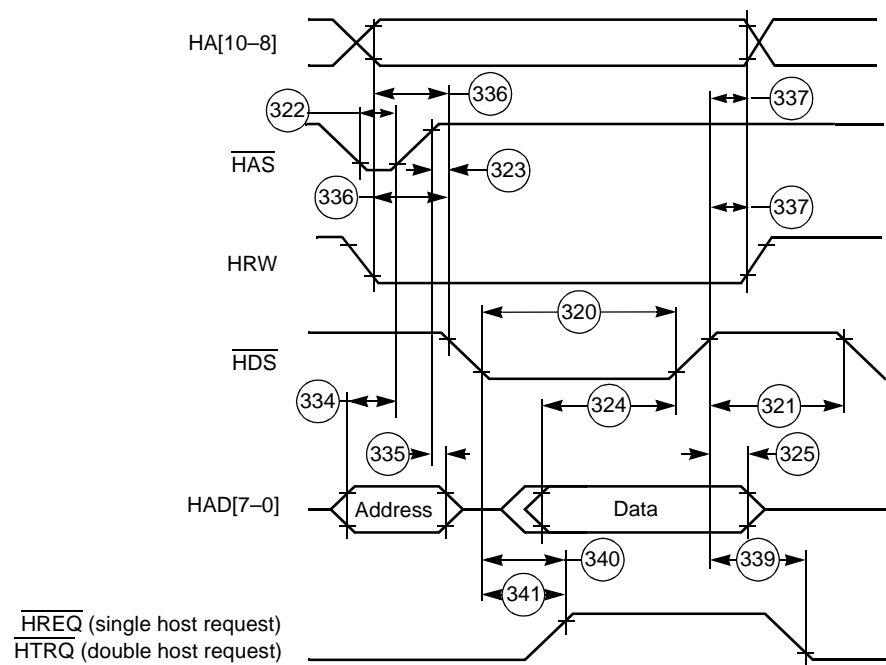 HA[10–8]
336
337
322
HAS
323
336
337
HRW
320
HDS
334
324
321
335
325
HAD[7–0]
Address
Data
340
339
341
HREQ (single host request)
HTRQ (double host request)